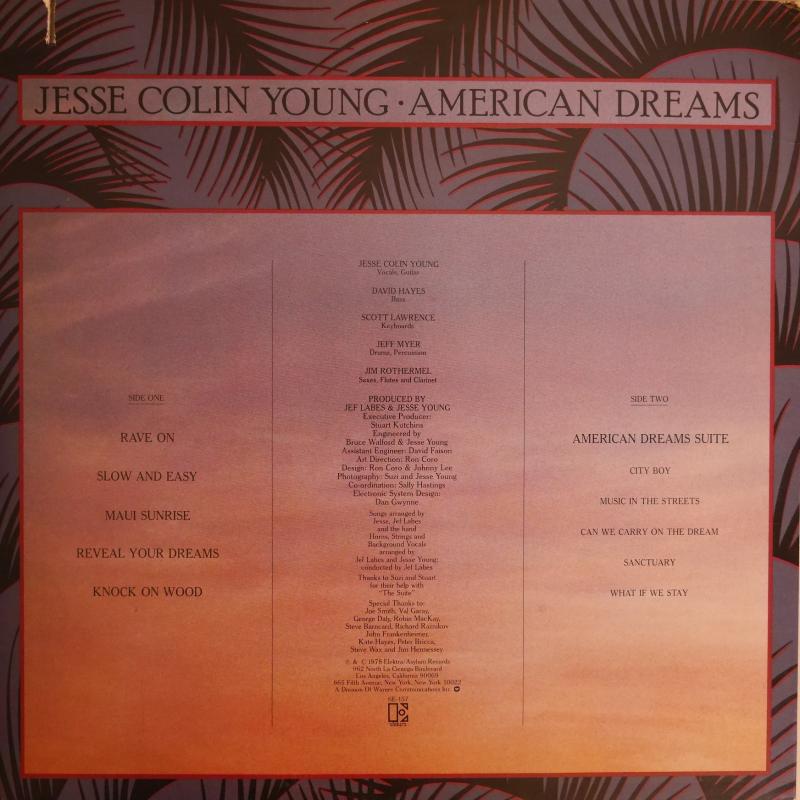 JESSE COLIN YOUNG · AMERICAN DREAMS
SIDE ONE
RAVE ON
SLOW AND EASY
MAUI SUNRISE
REVEAL YOUR DREAMS
KNOCK ON WOOD
JESSE COLIN YOUNG
Vocals, Guitar
DAVID HAYES
Bass
SCOTT LAWRENCE
Keyboards
JEFF MYER
Drums, Percussion
JIM ROTHERMEL
Saxes, Flutes and Clarinet
PRODUCED BY
JEF LABES & JESSE YOUNG
Executive Producer:
Stuart Kutchins
Engineered by
Bruce Walford & Jesse Young
Assistant Engineer: David Faison
Art Direction: Ron Coro
Design: Ron Coro & Johnny Lee
Photography: Suzi and Jesse Young
Co-ordination: Sally Hastings
Electronic System Design:
Dan Gwynne
Songs arranged by
Jesse, Jef Labes
and the band
Horns, Strings and
Background Vocals
arranged by
Jef Labes and Jesse Young;
conducted by Jef Labes
Thanks to Suzi and Stuart
for their help with
"The Suite"
Special Thanks to:
Joe Smith, Val Garay,
George Daly, Robin MacKay,
Steve Barncard, Richard
John
Kate Hayes, Peter
Steve Wax and Jim Hennessey
℗ & © 1978 Elektra/Asylum Records
962 North La Cienega Boulevard
Los Angeles, California 90069
665 Fifth Avenue, New York, New York 10022
A Division Of Warner Communications Inc.
6E-157
SIDE TWO
AMERICAN DREAMS SUITE
CITY BOY
MUSIC IN THE STREETS
CAN WE CARRY ON THE DREAM
SANCTUARY
WHAT IF WE STAY